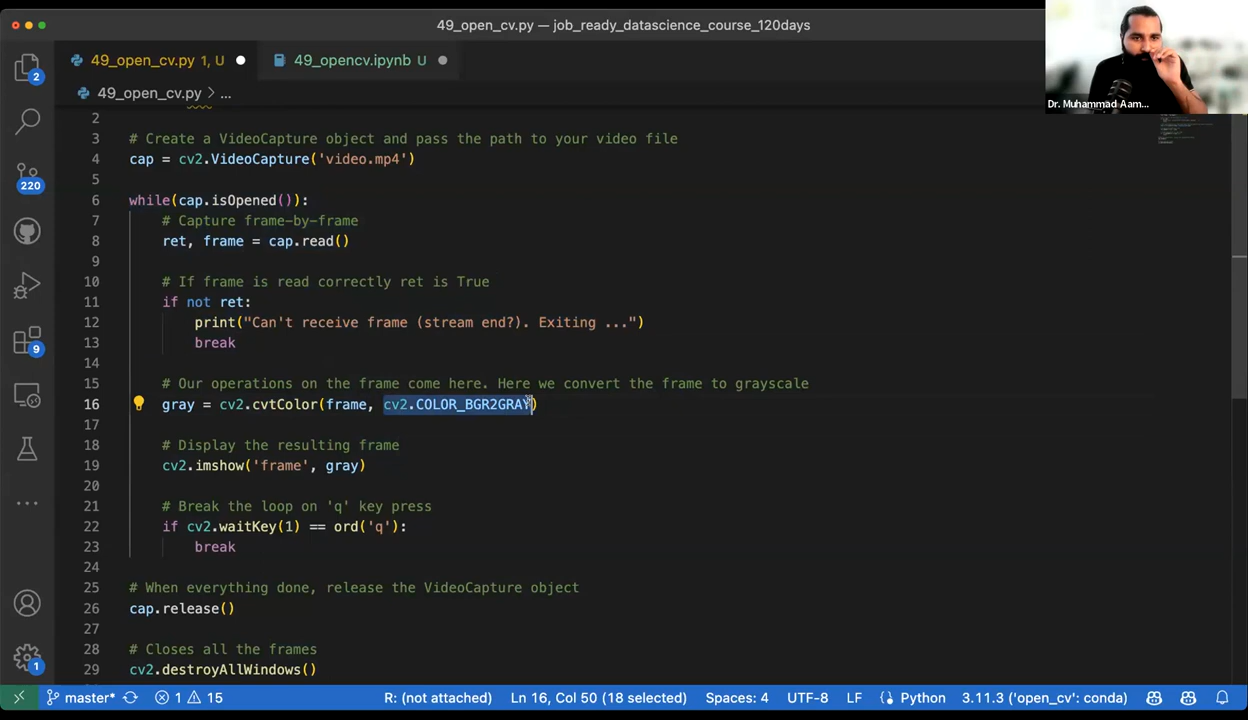 49_open_cv.py — job_ready_datascience_course_120days
49_open_cv.py 1, U
49_opencv.ipynb U
49_open_cv.py > ...
Dr. Muhammad Aam...
2
3 # Create a VideoCapture object and pass the path to your video file
4 cap = cv2.VideoCapture('video.mp4')
5
6 while(cap.isOpened()):
7 # Capture frame-by-frame
8 ret, frame = cap.read()
9
10 # If frame is read correctly ret is True
11 if not ret:
12 print("Can't receive frame (stream end?). Exiting ...")
13 break
14
15 # Our operations on the frame come here. Here we convert the frame to grayscale
16 gray = cv2.cvtColor(frame, cv2.COLOR_BGR2GRAY)
17
18 # Display the resulting frame
19 cv2.imshow('frame', gray)
20
21 # Break the loop on 'q' key press
22 if cv2.waitKey(1) == ord('q'):
23 break
24
25 # When everything done, release the VideoCapture object
26 cap.release()
27
28 # Closes all the frames
29 cv2.destroyAllWindows()
2
220
9
1
master* 1 15 R: (not attached) Ln 16, Col 50 (18 selected) Spaces: 4 UTF-8 LF Python 3.11.3 ('open_cv': conda)